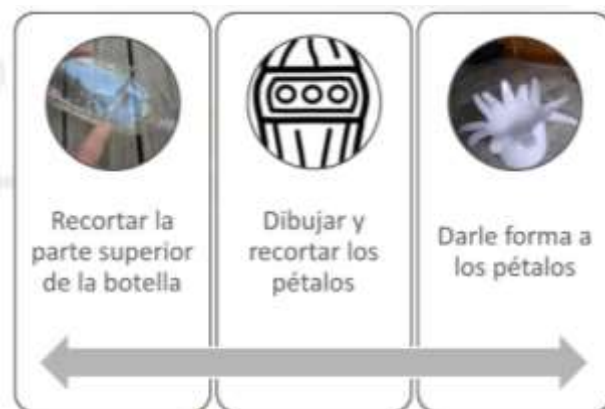 Recortar la
parte superior
de la botella
Dibujar y
recortar los
pétalos
Darle forma a
los pétalos